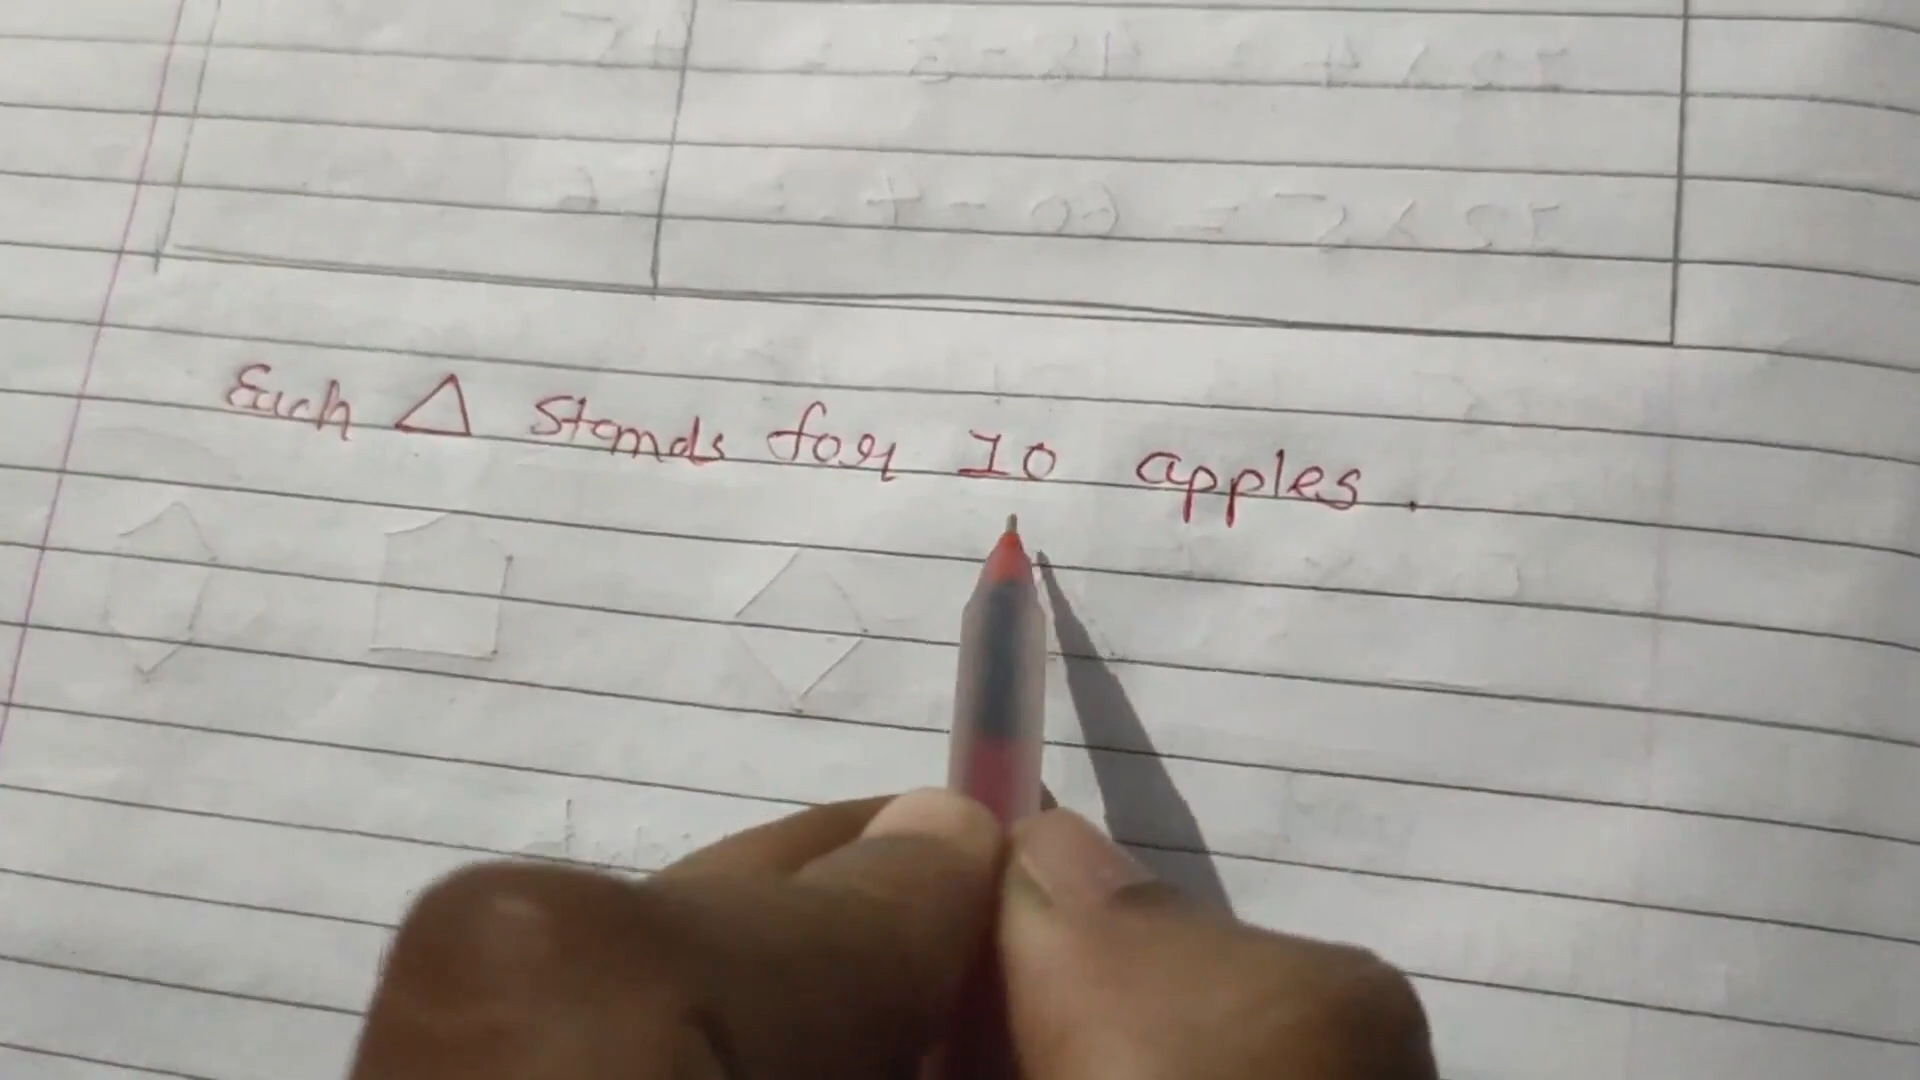 Each △ Stands for 10 apples.